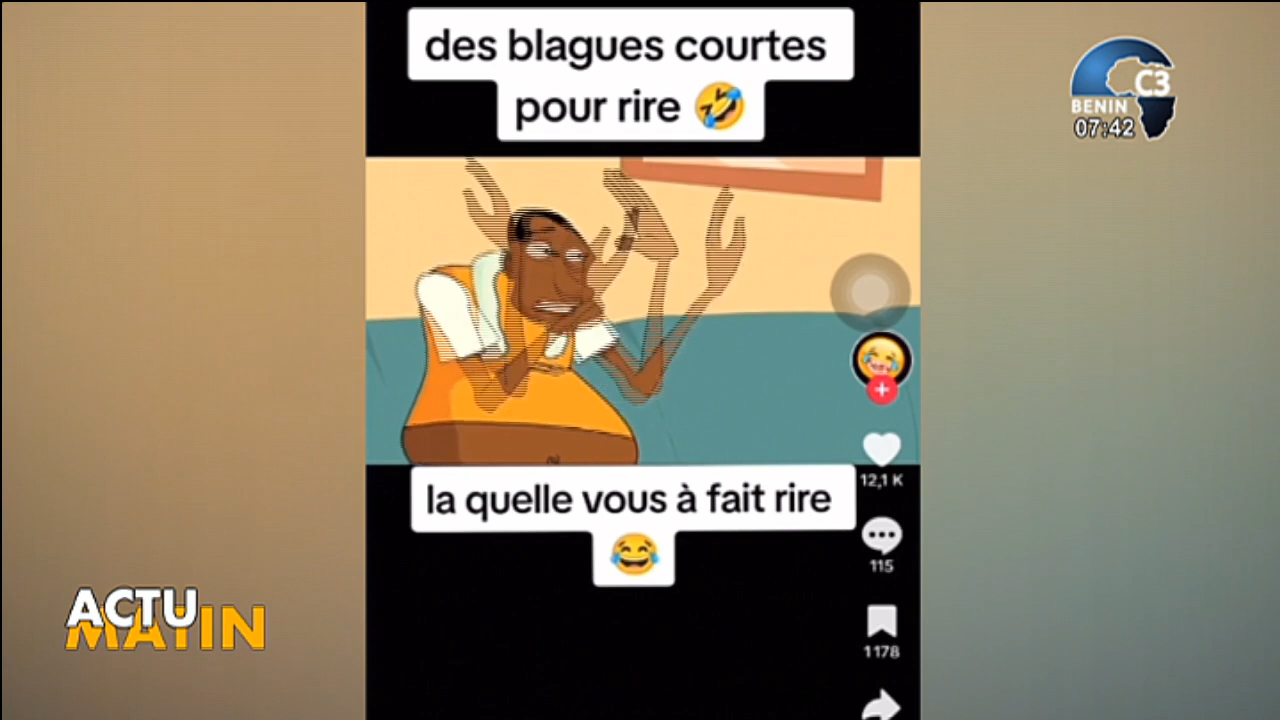 des blagues courtes
pour rire 🤣
C3
BENIN
07:42
+
12,1 K
la quelle vous à fait rire
😂
115
1178
ACTU
MATIN